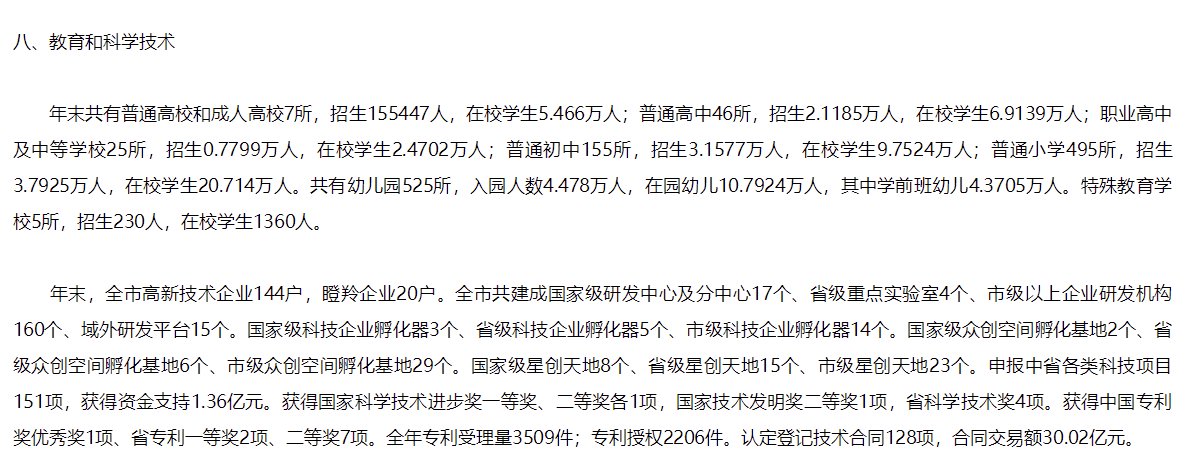 八、教育和科学技术
年末共有普通高校和成人高校7所，招生155447人，在校学生5.466万人；普通高中46所，招生2.1185万人，在校学生6.9139万人；职业高中
及中等学校25所，招生0.7799万人，在校学生2.4702万人；普通初中155所，招生3.1577万人，在校学生9.7524万人；普通小学495所，招生
3.7925万人，在校学生20.714万人。共有幼儿园525所，入园人数4.478万人，在园幼儿10.7924万人，其中学前班幼儿4.3705万人。特殊教育学
校5所，招生230人，在校学生1360人。
年末，全市高新技术企业144户，瞪羚企业20户。全市共建成国家级研发中心及分中心17个、省级重点实验室4个、市级以上企业研发机构
160个、域外研发平台15个。国家级科技企业孵化器3个、省级科技企业孵化器5个、市级科技企业孵化器14个。国家级众创空间孵化基地2个、省
级众创空间孵化基地6个、市级众创空间孵化基地29个。国家级星创天地8个、省级星创天地15个、市级星创天地23个。申报中省各类科技项目
151项，获得资金支持1.36亿元。获得国家科学技术进步奖一等奖、二等奖各1项，国家技术发明奖二等奖1项，省科学技术奖4项。获得中国专利
奖优秀奖1项、省专利一等奖2项、二等奖7项。全年专利受理量3509件；专利授权2206件。认定登记技术合同128项，合同交易额30.02亿元。